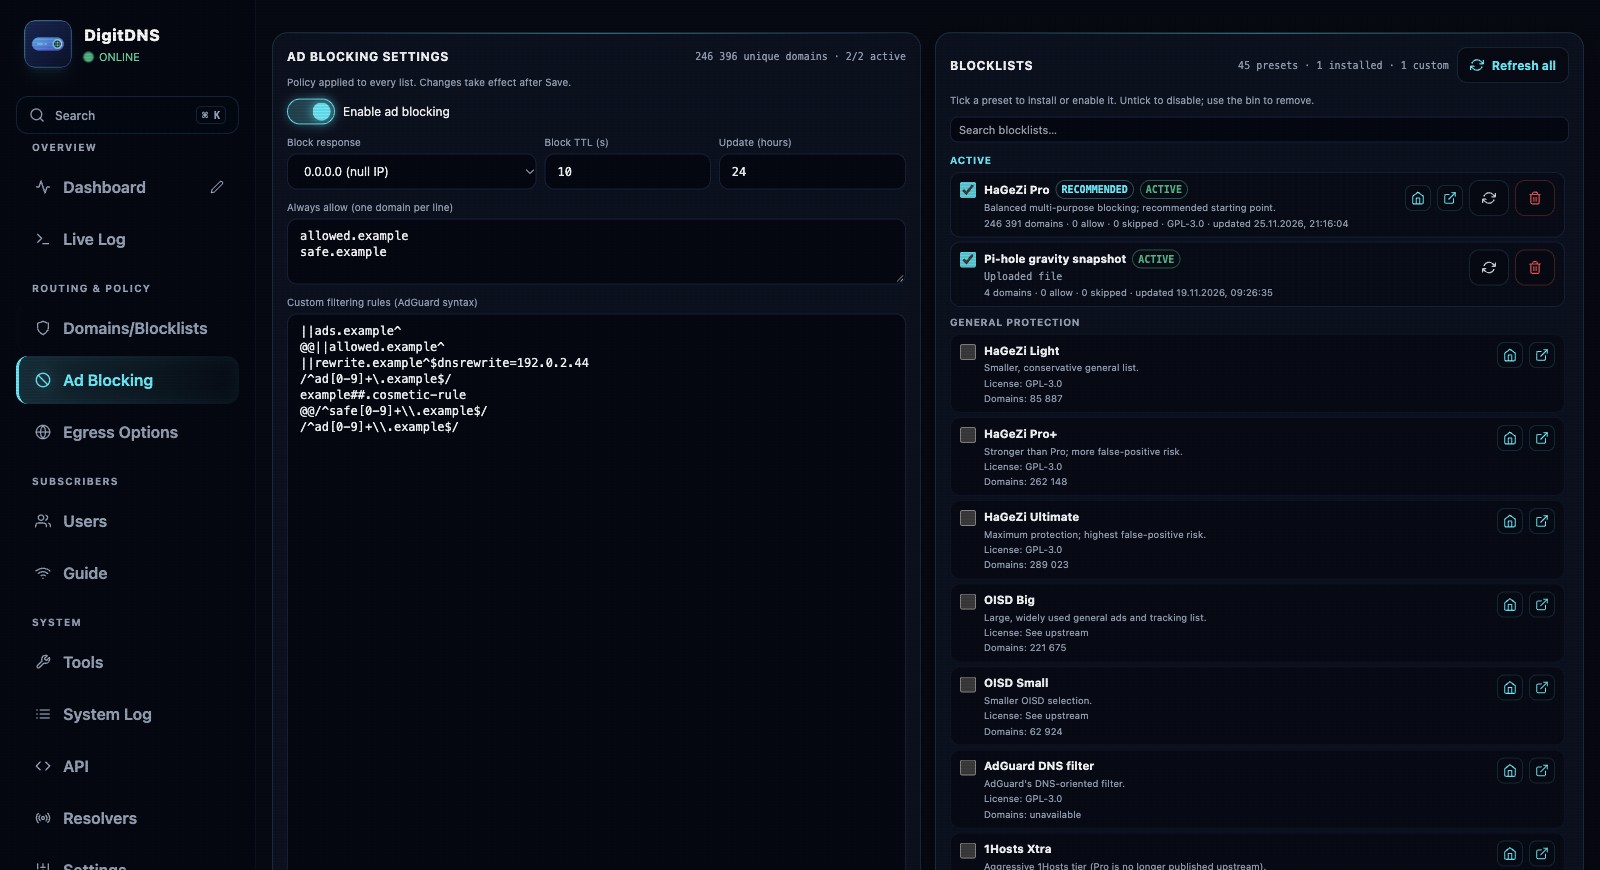 DigitDNS
ONLINE
Search
⌘ K
OVERVIEW
Dashboard
Live Log
ROUTING & POLICY
Domains/Blocklists
Ad Blocking
Egress Options
SUBSCRIBERS
Users
Guide
SYSTEM
Tools
System Log
API
Resolvers
Settings
AD BLOCKING SETTINGS
246 396 unique domains · 2/2 active
Policy applied to every list. Changes take effect after Save.
Enable ad blocking
Block response
Block TTL (s)
Update (hours)
0.0.0.0 (null IP)
10
24
Always allow (one domain per line)
allowed.example
safe.example
Custom filtering rules (AdGuard syntax)
||ads.example^
@@||allowed.example^
||rewrite.example^$dnsrewrite=192.0.2.44
/^ad[0-9]+\.example$/
example##.cosmetic-rule
@@/^safe[0-9]+\\.example$/
/^ad[0-9]+\\.example$/
BLOCKLISTS
45 presets · 1 installed · 1 custom
Refresh all
Tick a preset to install or enable it. Untick to disable; use the bin to remove.
Search blocklists...
ACTIVE
HaGeZi Pro RECOMMENDED ACTIVE
Balanced multi-purpose blocking; recommended starting point.
246 391 domains · 0 allow · 0 skipped · GPL-3.0 · updated 25.11.2026, 21:16:04
Pi-hole gravity snapshot ACTIVE
Uploaded file
4 domains · 0 allow · 0 skipped · updated 19.11.2026, 09:26:35
GENERAL PROTECTION
HaGeZi Light
Smaller, conservative general list.
License: GPL-3.0
Domains: 85 887
HaGeZi Pro+
Stronger than Pro; more false-positive risk.
License: GPL-3.0
Domains: 262 148
HaGeZi Ultimate
Maximum protection; highest false-positive risk.
License: GPL-3.0
Domains: 289 023
OISD Big
Large, widely used general ads and tracking list.
License: See upstream
Domains: 221 675
OISD Small
Smaller OISD selection.
License: See upstream
Domains: 62 924
AdGuard DNS filter
AdGuard's DNS-oriented filter.
License: GPL-3.0
Domains: unavailable
1Hosts Xtra
Aggressive 1Hosts tier (Pro is no longer published upstream).